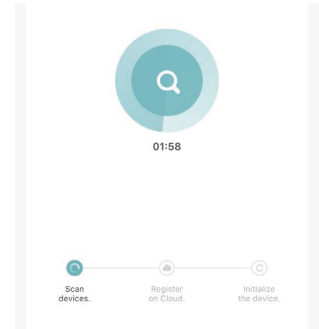 01:58
Scan
devices.
Register
on Cloud.
Initialize
the device.